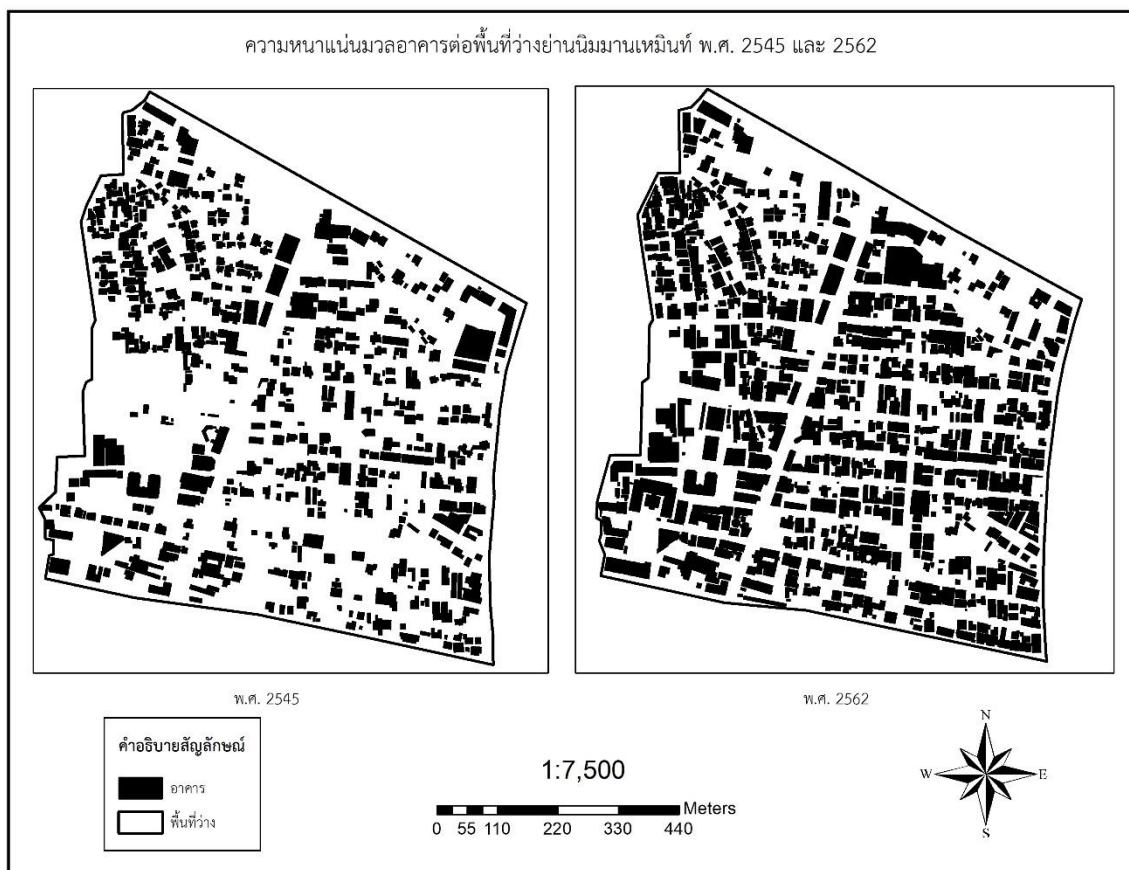 ความหนาแน่นมวลอาคารต่อพื้นที่ว่างย่านนิมมานเหมินท์ พ.ศ. 2545 และ 2562
พ.ศ. 2545
พ.ศ. 2562
คำอธิบายสัญลักษณ์
อาคาร
พื้นที่ว่าง
1:7,500
Meters
0 55 110 220 330 440
N
W E
S